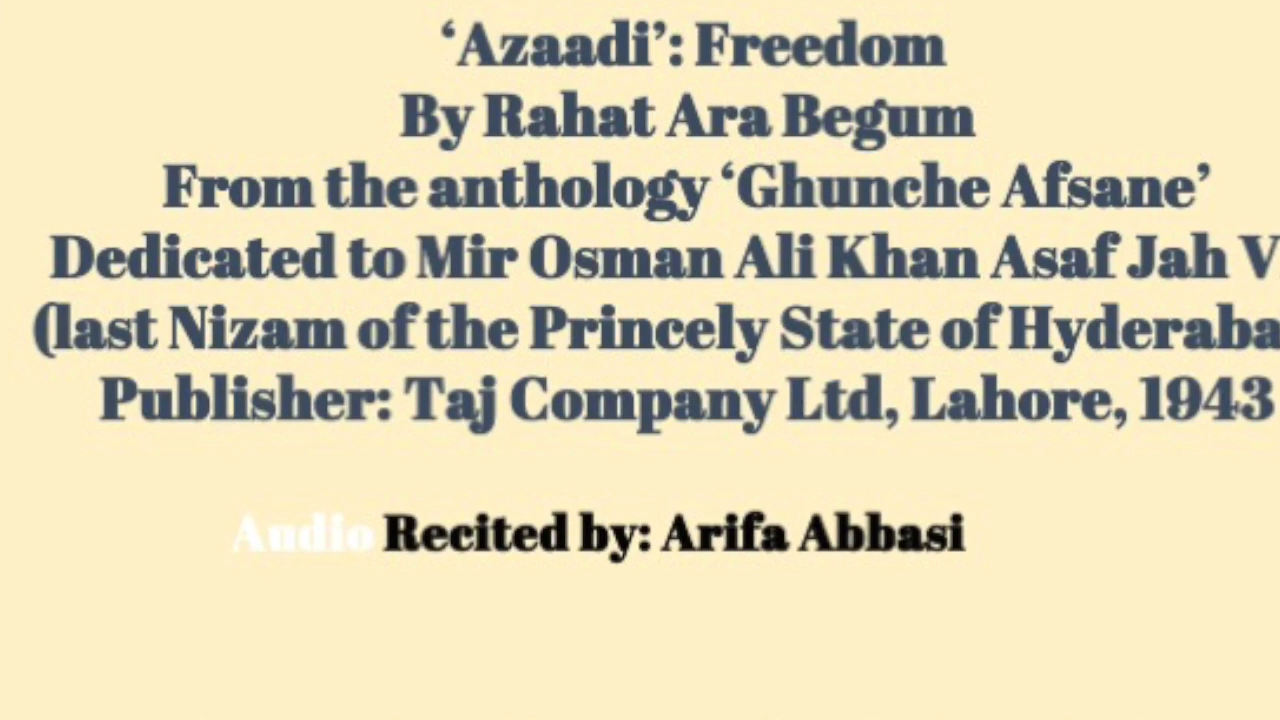 ‘Azaadi’: Freedom
By Rahat Ara Begum
From the anthology ‘Ghunche Afsane’
Dedicated to Mir Osman Ali Khan Asaf Jah V
(last Nizam of the Princely State of Hyderaba
Publisher: Taj Company Ltd, Lahore, 1943
Audio Recited by: Arifa Abbasi